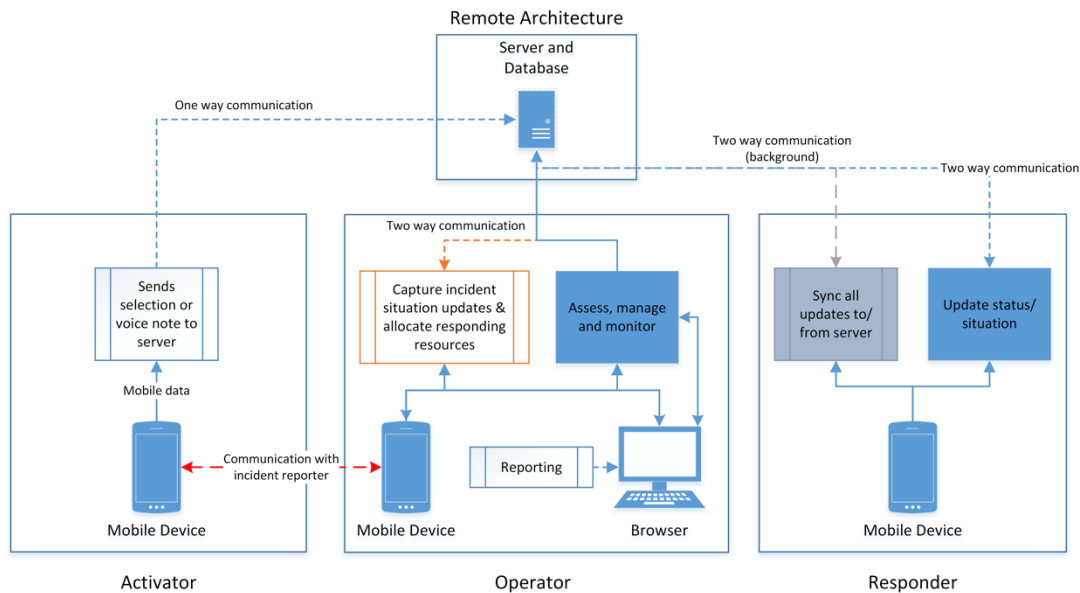 Remote Architecture
Server and
Database
One way communication
Two way communication
(background)
Two way communication
Two way communication
Sends
selection or
voice note to
server
Mobile data
Communication with
incident reporter
Mobile Device
Activator
Capture incident
situation updates &
allocate responding
resources
Assess, manage
and monitor
Reporting
Mobile Device
Browser
Operator
Sync all
updates to/
from server
Update status/
situation
Mobile Device
Responder